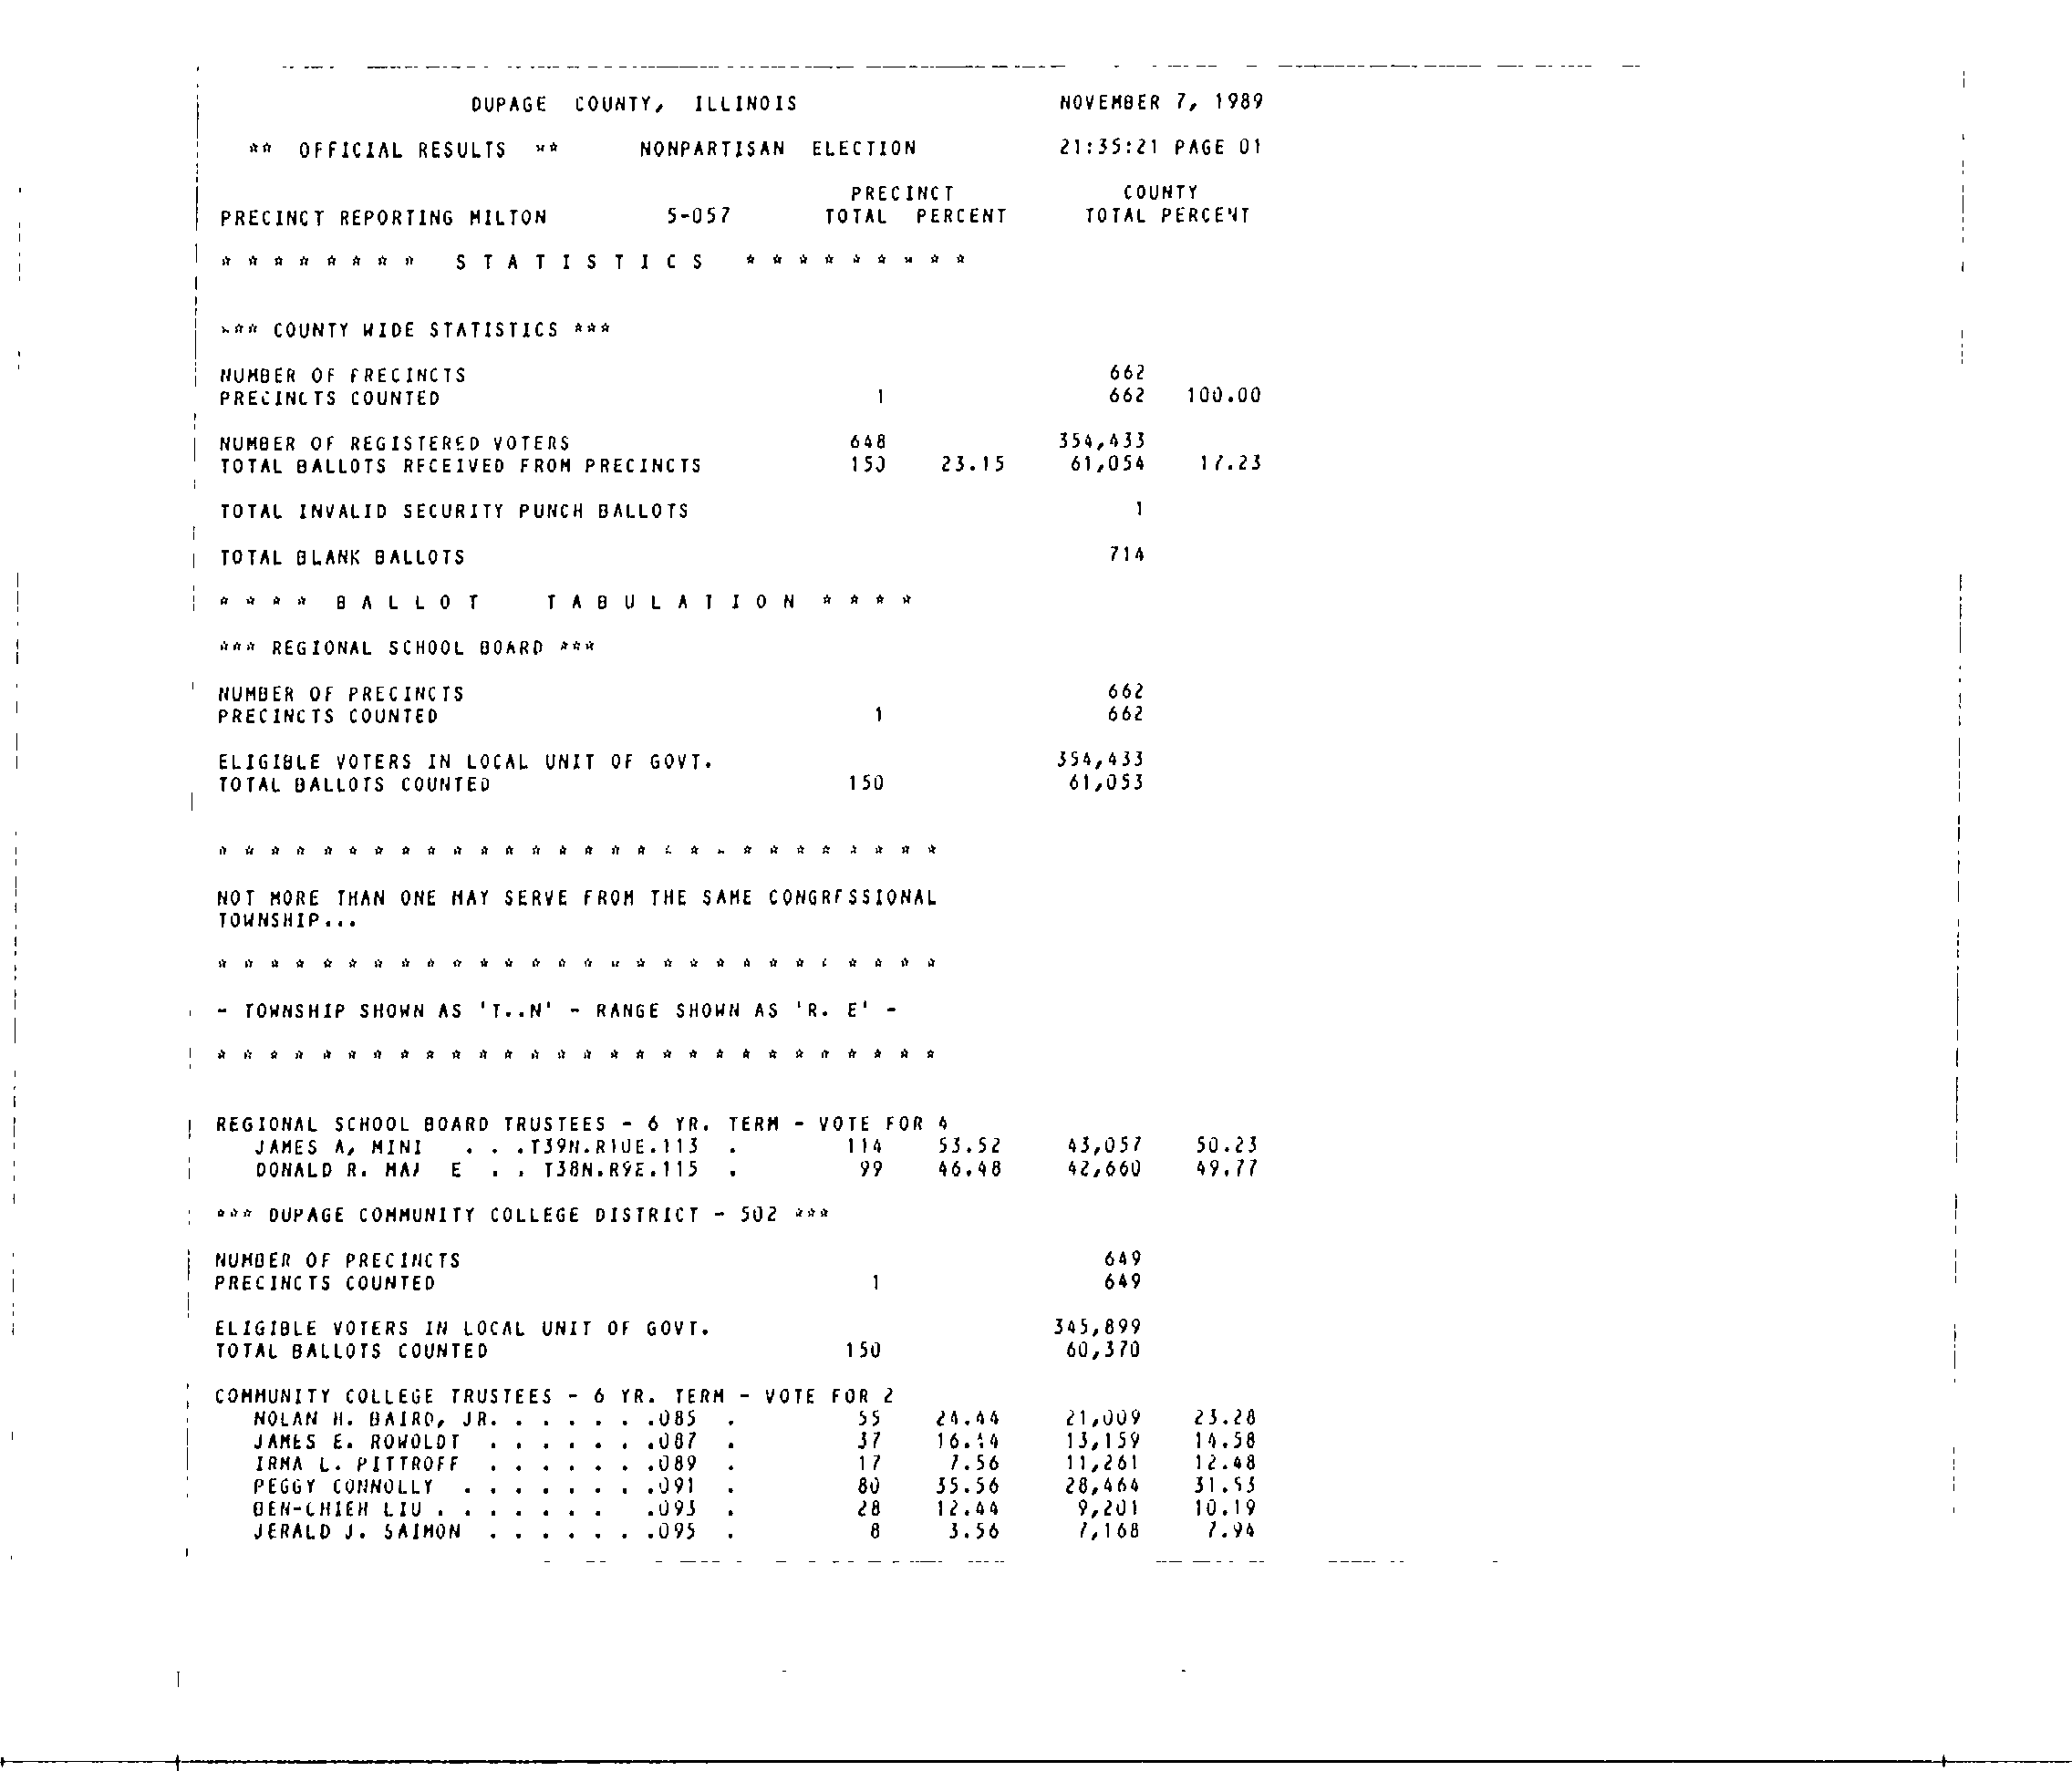 DUPAGE COUNTY, ILLINOIS NOVEMBER 7, 1989
** OFFICIAL RESULTS ** NONPARTISAN ELECTION 21:35:21 PAGE 01
PRECINCT COUNTY
PRECINCT REPORTING MILTON 5-057 TOTAL PERCENT TOTAL PERCENT
* * * * * * * * S T A T I S T I C S * * * * * * * * *
*** COUNTY WIDE STATISTICS ***
NUMBER OF PRECINCTS 662
PRECINCTS COUNTED 1 662 100.00
NUMBER OF REGISTERED VOTERS 648 354,433
TOTAL BALLOTS RECEIVED FROM PRECINCTS 150 23.15 61,054 17.23
TOTAL INVALID SECURITY PUNCH BALLOTS 1
TOTAL BLANK BALLOTS 714
* * * * B A L L O T T A B U L A T I O N * * * *
*** REGIONAL SCHOOL BOARD ***
NUMBER OF PRECINCTS 662
PRECINCTS COUNTED 1 662
ELIGIBLE VOTERS IN LOCAL UNIT OF GOVT. 354,433
TOTAL BALLOTS COUNTED 150 61,053
* * * * * * * * * * * * * * * * * * * * * * * * * * * *
NOT MORE THAN ONE MAY SERVE FROM THE SAME CONGRESSIONAL
TOWNSHIP...
* * * * * * * * * * * * * * * * * * * * * * * * * * * *
- TOWNSHIP SHOWN AS 'T..N' - RANGE SHOWN AS 'R. E' -
* * * * * * * * * * * * * * * * * * * * * * * * * * * *
REGIONAL SCHOOL BOARD TRUSTEES - 6 YR. TERM - VOTE FOR 4
JAMES A. MINI . . .T39N.R10E.113 . 114 53.52 43,057 50.23
DONALD R. . . T38N.R9E.115 . 99 46.48 42,660 49.77
*** DUPAGE COMMUNITY COLLEGE DISTRICT - 502 ***
NUMBER OF PRECINCTS 649
PRECINCTS COUNTED 1 649
ELIGIBLE VOTERS IN LOCAL UNIT OF GOVT. 345,899
TOTAL BALLOTS COUNTED 150 60,370
COMMUNITY COLLEGE TRUSTEES - 6 YR. TERM - VOTE FOR 2
NOLAN H. BAIRD, JR. . . . . . .085 . 55 24.44 21,009 23.28
JAMES E. ROWOLDT . . . . . . .087 . 37 16.44 13,159 14.58
IRMA L. PITTROFF . . . . . . .089 . 17 7.56 11,261 12.48
PEGGY CONNOLLY . . . . . . . .091 . 80 35.56 28,464 31.53
BEN-CHIEH LIU . . . . . . . .093 . 28 12.44 9,201 10.19
JERALD J. SAIMON . . . . . . .095 . 8 3.56 7,168 7.94